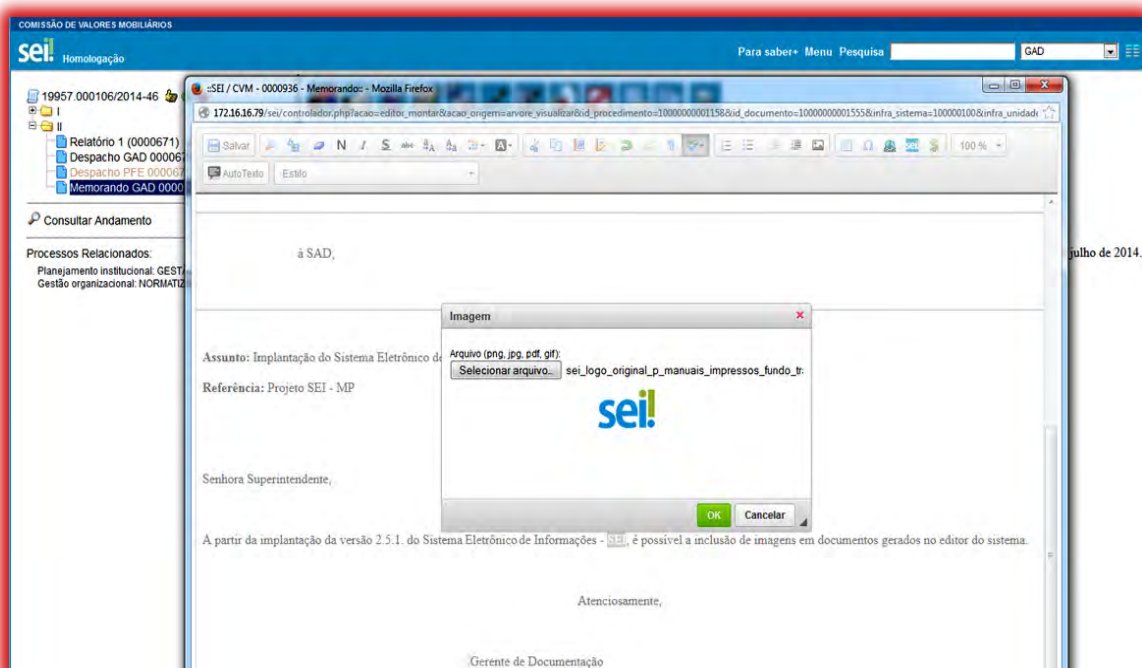 COMISSÃO DE VALORES MOBILIÁRIOS
sei! Homologação
Para saber+ Menu Pesquisa GAD
19957.000106/2014-46
I
II
Relatório 1 (0000671)
Despacho GAD 000067
Despacho PFE 000067
Memorando GAD 0000
Consultar Andamento
Processos Relacionados:
Planejamento institucional: GEST
Gestão organizacional: NORMATIZ
::SEI / CVM - 0000936 - Memorando:: - Mozilla Firefox
172.16.16.79/sei/controlador.php?acao=editor_montar&acao_origem=arvore_visualizar&id_procedimento=10000000001158&id_documento=10000000001555&infra_sistema=100000100&infra_unidad
Salvar N I S abc 100 %
AutoTexto Estilo
à SAD,
julho de 2014.
Imagem
Arquivo (png, jpg, pdf, gif):
Selecionar arquivo.. sei_logo_original_p_manuais_impressos_fundo_tr
sei!
OK Cancelar
Assunto: Implantação do Sistema Eletrônico de
Referência: Projeto SEI - MP
Senhora Superintendente,
A partir da implantação da versão 2.5.1. do Sistema Eletrônico de Informações - SEI, é possível a inclusão de imagens em documentos gerados no editor do sistema.
Atenciosamente,
Gerente de Documentação